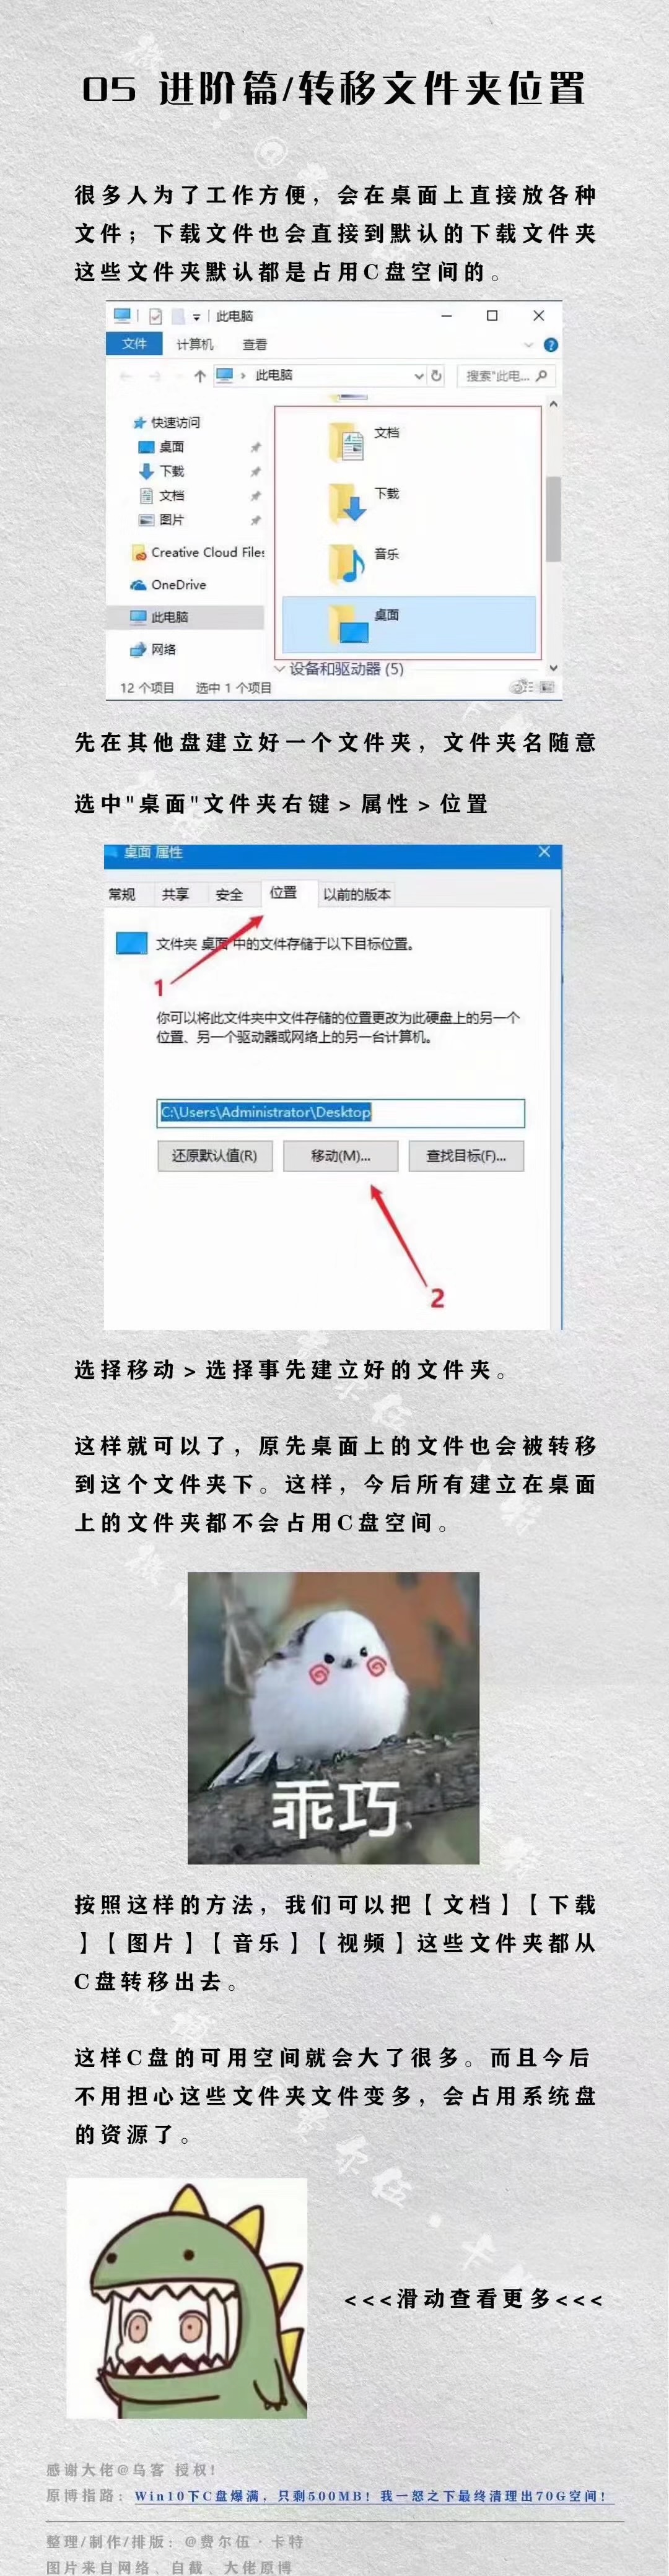 05 进阶篇/转移文件夹位置
很多人为了工作方便，会在桌面上直接放各种
文件；下载文件也会直接到默认的下载文件夹
这些文件夹默认都是占用C盘空间的。
此电脑
文件 计算机 查看
此电脑 搜索"此电...
快速访问
桌面
下载
文档
图片
Creative Cloud Files
OneDrive
此电脑
网络
文档
下载
音乐
桌面
设备和驱动器 (5)
12 个项目 选中 1 个项目
先在其他盘建立好一个文件夹，文件夹名随意
选中"桌面"文件夹右键 > 属性 > 位置
桌面 属性
常规 共享 安全 位置 以前的版本
文件夹 桌面 中的文件存储于以下目标位置。
1
你可以将此文件夹中文件存储的位置更改为此硬盘上的另一个
位置、另一个驱动器或网络上的另一台计算机。
C:\Users\Administrator\Desktop
还原默认值(R) 移动(M)... 查找目标(F)...
2
选择移动 > 选择事先建立好的文件夹。
这样就可以了，原先桌面上的文件也会被转移
到这个文件夹下。这样，今后所有建立在桌面
上的文件夹都不会占用C盘空间。
乖巧
按照这样的方法，我们可以把【文档】【下载
】【图片】【音乐】【视频】这些文件夹都从
C盘转移出去。
这样C盘的可用空间就会大了很多。而且今后
不用担心这些文件夹文件变多，会占用系统盘
的资源了。
<<<滑动查看更多<<<
感谢大佬@乌客 授权！
原博指路：Win10下C盘爆满，只剩500MB！我一怒之下最终清理出70G空间！
整理/制作/排版：@费尔伍·卡特
图片来自网络、自截、大佬原博